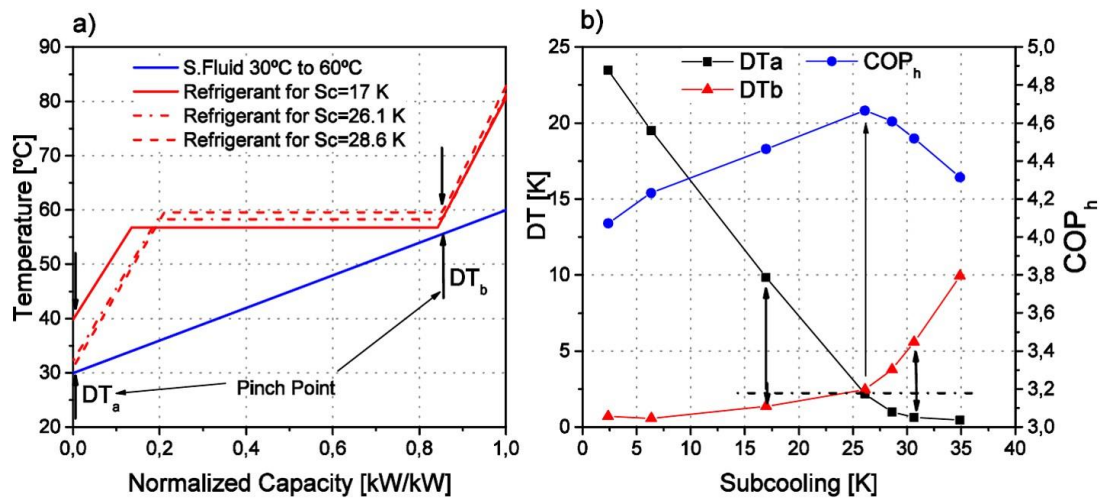 a)
90
80
70
60
50
40
30
20
Temperature [ºC]
S.Fluid 30ºC to 60ºC
Refrigerant for Sc=17 K
Refrigerant for Sc=26.1 K
Refrigerant for Sc=28.6 K
DTb
DTa
Pinch Point
0,0 0,2 0,4 0,6 0,8 1,0
Normalized Capacity [kW/kW]
b)
25
20
15
10
5
0
DT [K]
DTa
DTb
COPh
5,0
4,8
4,6
4,4
4,2
4,0
3,8
3,6
3,4
3,2
3,0
COPh
0 5 10 15 20 25 30 35 40
Subcooling [K]